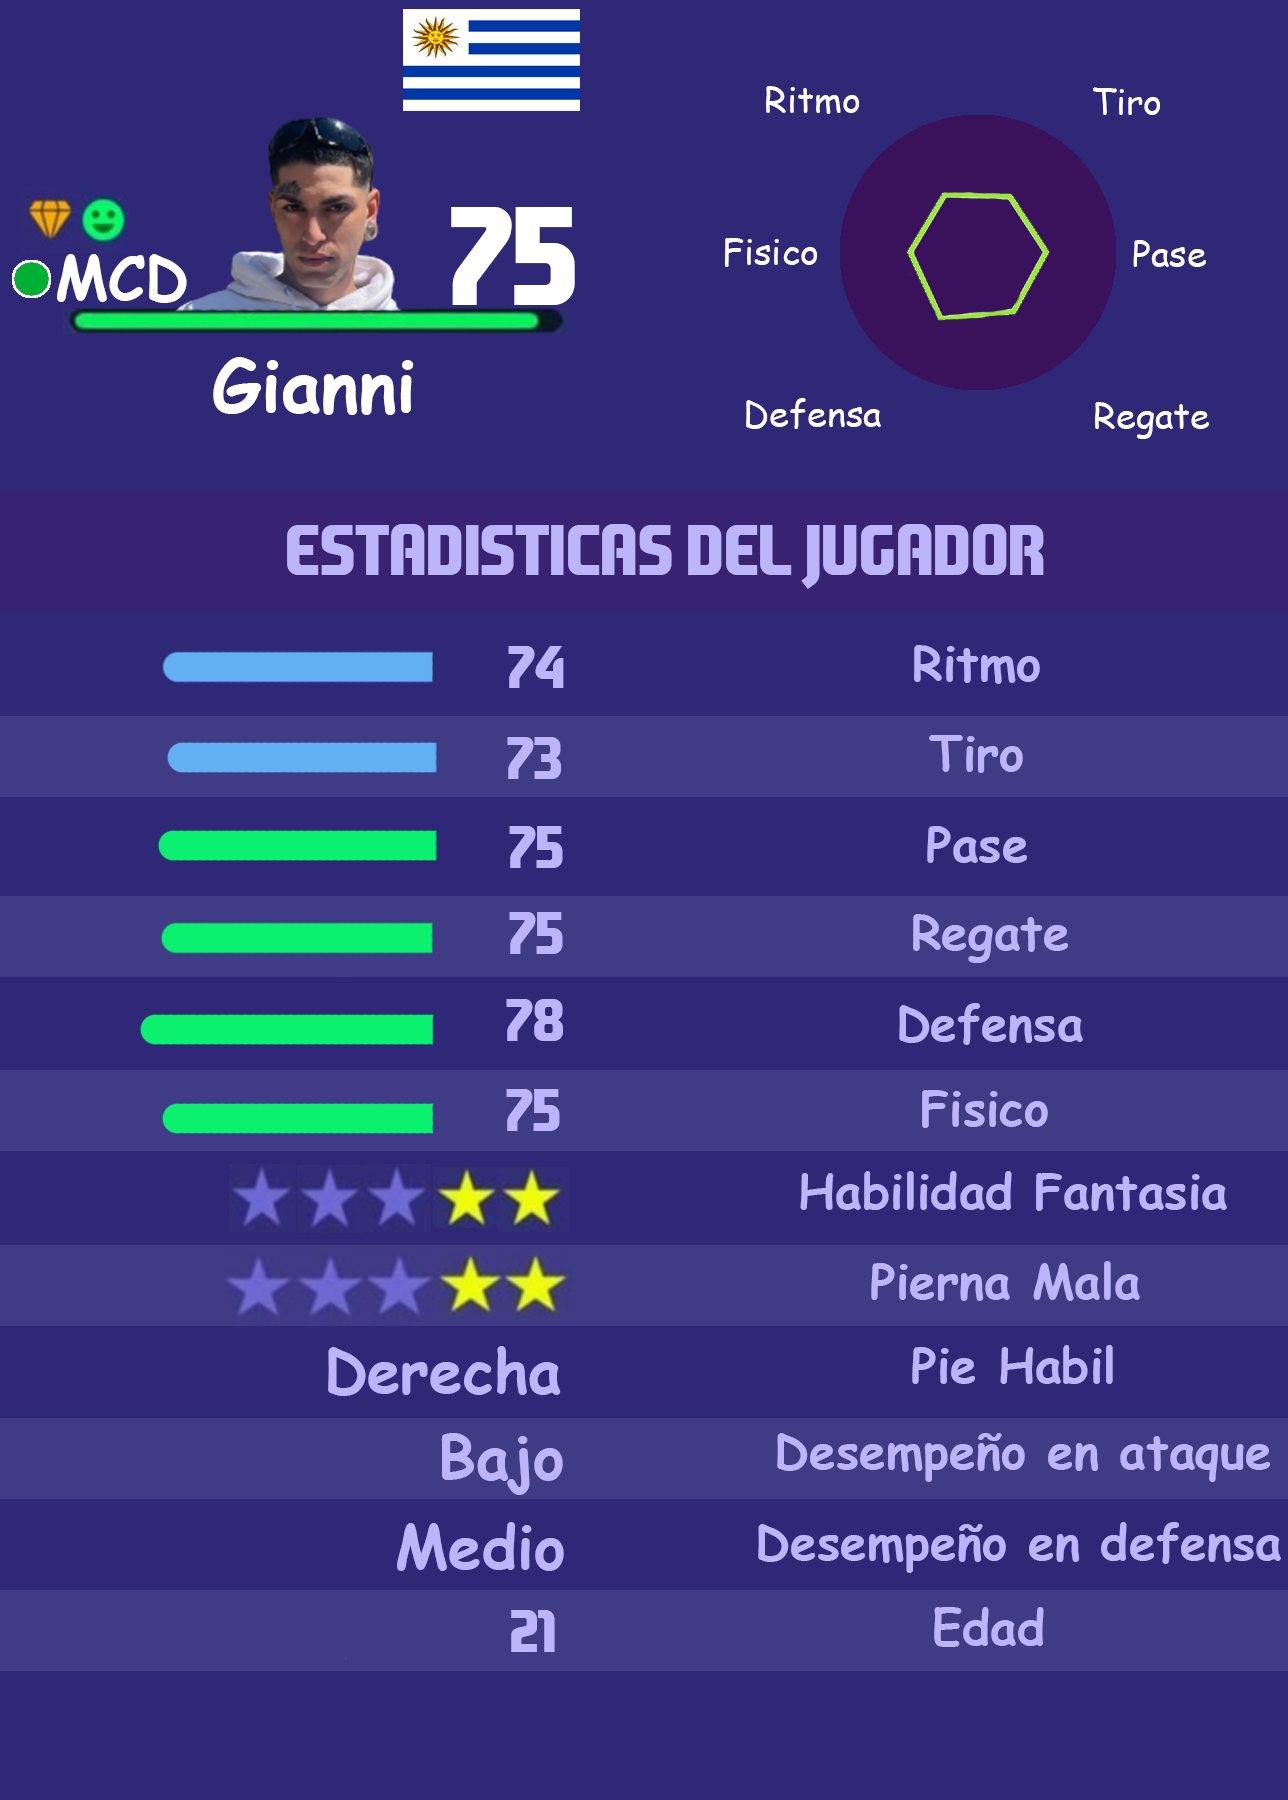 MCD
75
Gianni
Ritmo
Tiro
Fisico
Pase
Defensa
Regate
ESTADISTICAS DEL JUGADOR
74 Ritmo
73 Tiro
75 Pase
75 Regate
78 Defensa
75 Fisico
Habilidad Fantasia
Pierna Mala
Derecha Pie Habil
Bajo Desempeño en ataque
Medio Desempeño en defensa
21 Edad